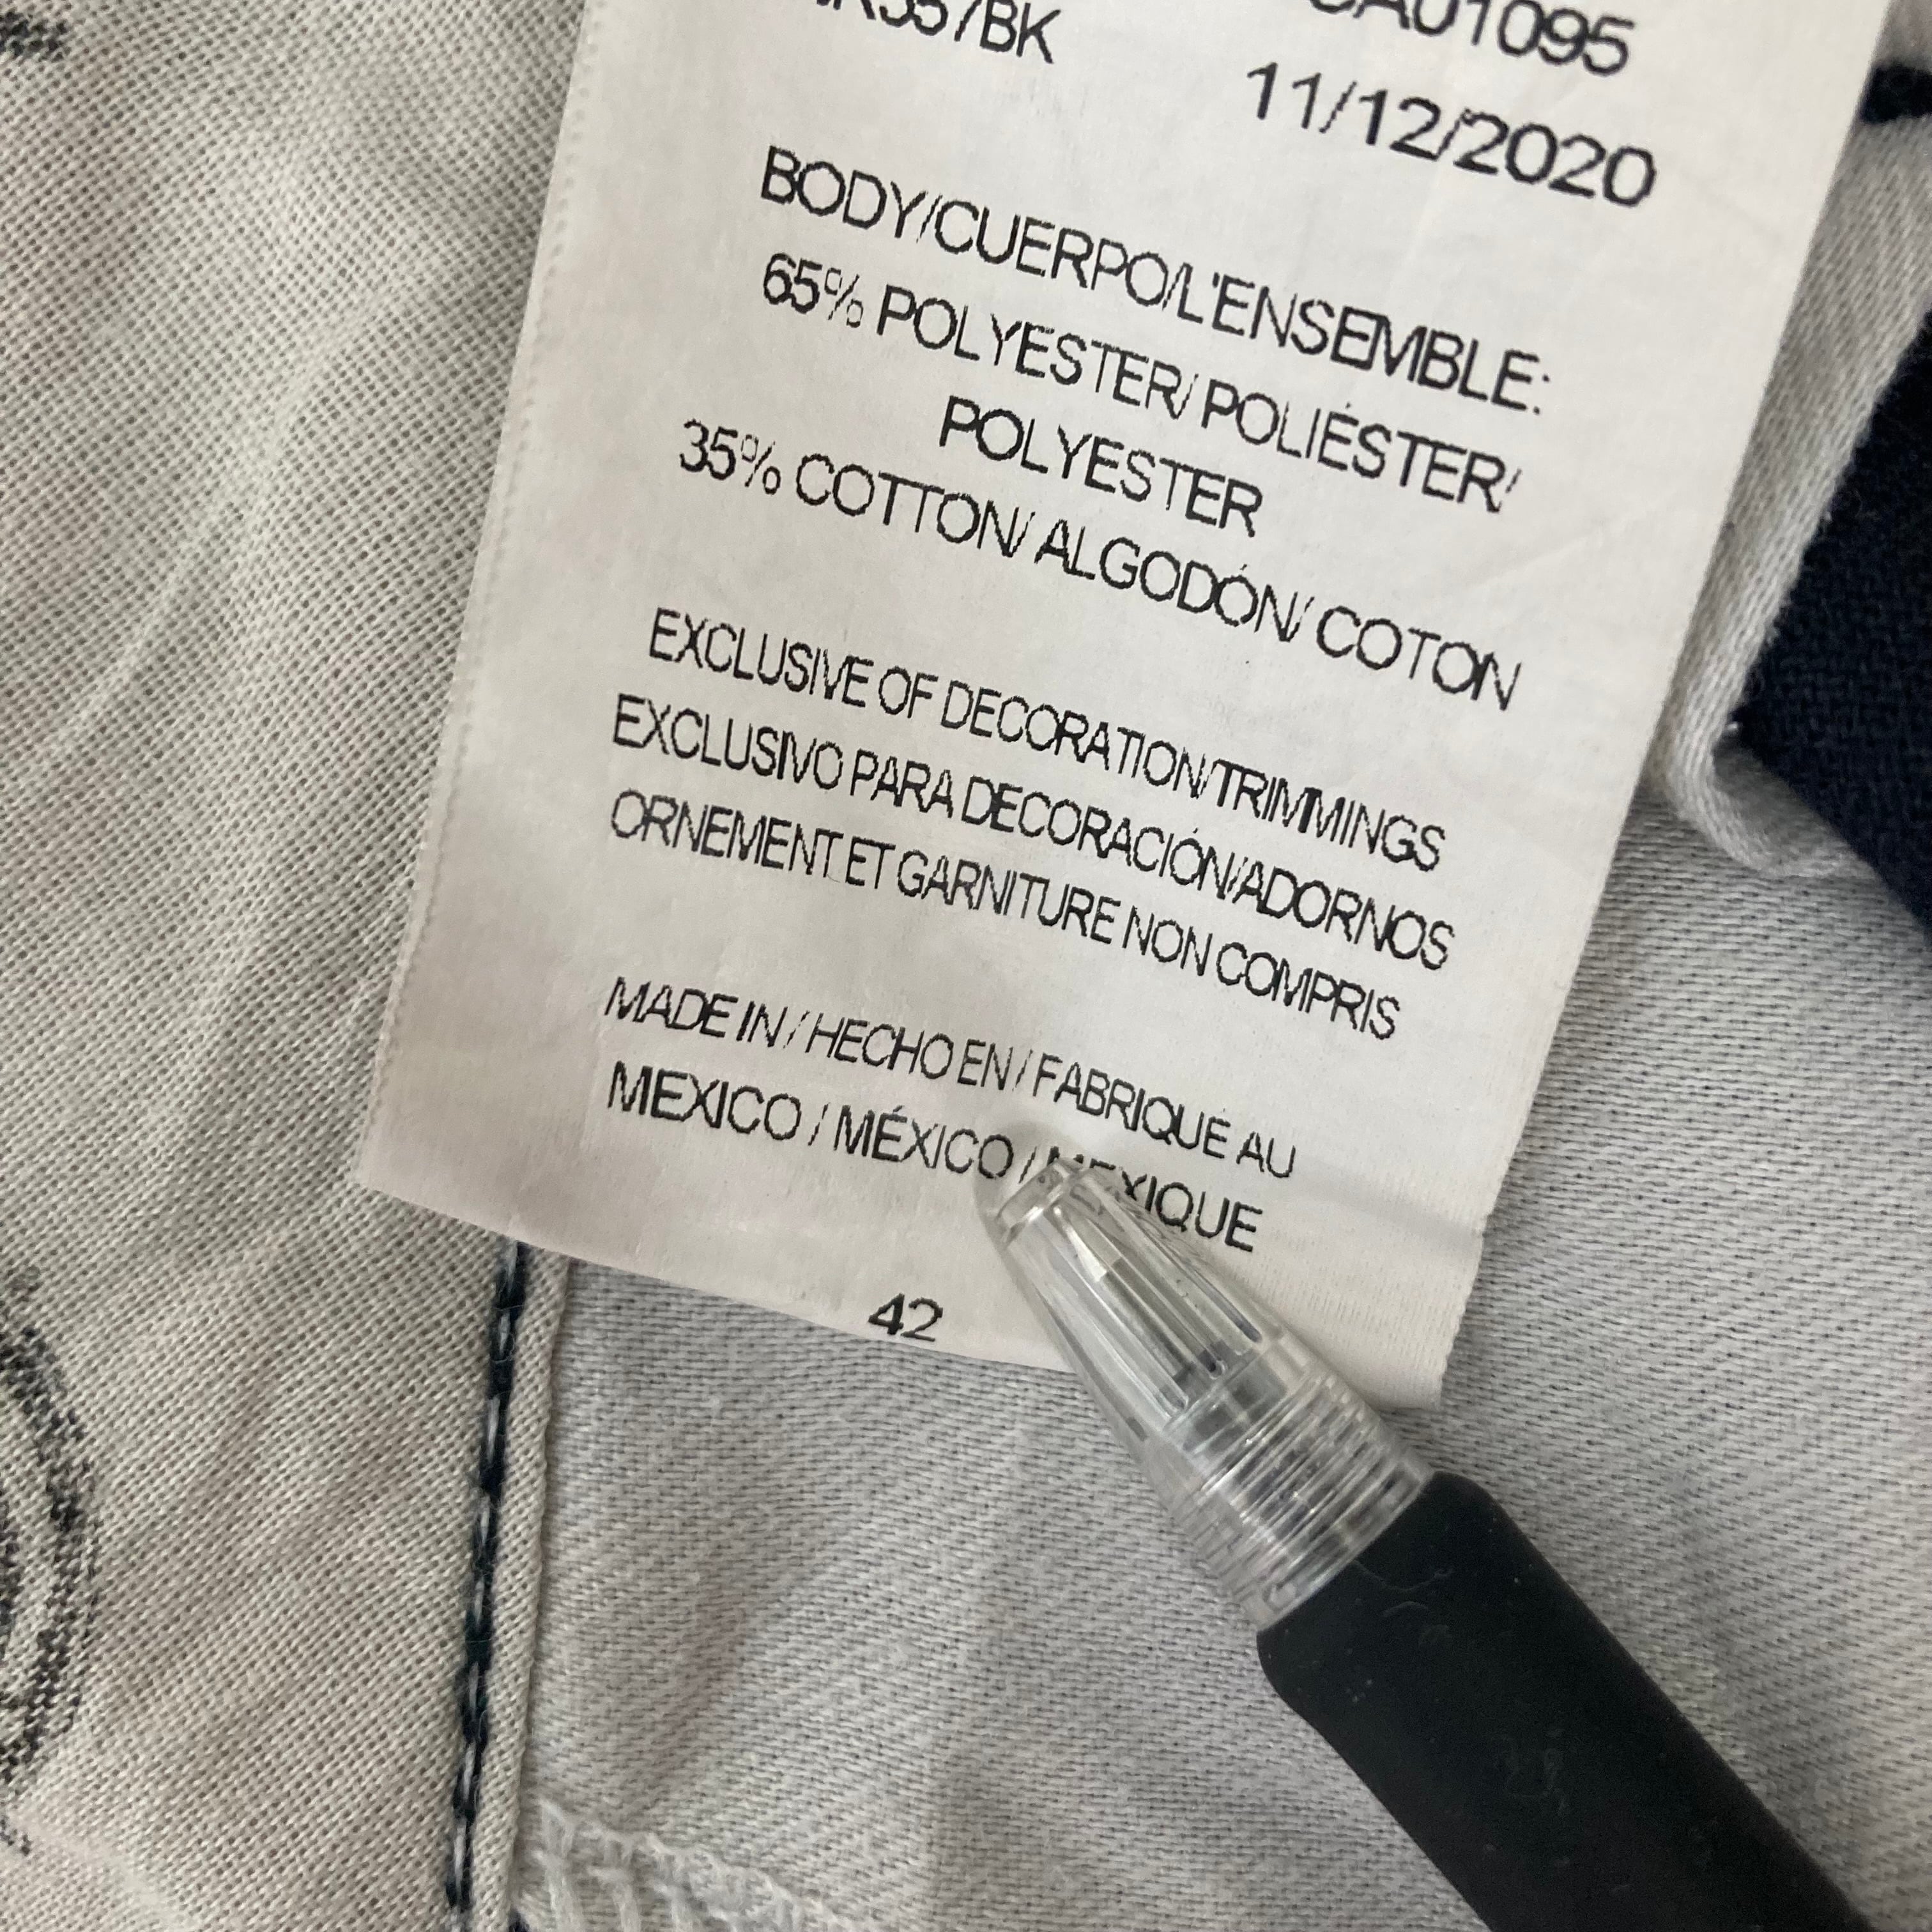 CA01095
11/12/2020
BODY/CUERPO/L'ENSEMBLE:
65% POLYESTER/ POLIÉSTER/
POLYESTER
35% COTTON/ ALGODÓN/ COTON
EXCLUSIVE OF DECORATION/TRIMMINGS
EXCLUSIVO PARA DECORACIÓN/ADORNOS
ORNEMENT ET GARNITURE NON COMPRIS
MADE IN / HECHO EN / FABRIQUÉ AU
MEXICO / MÉXICO / MEXIQUE
42